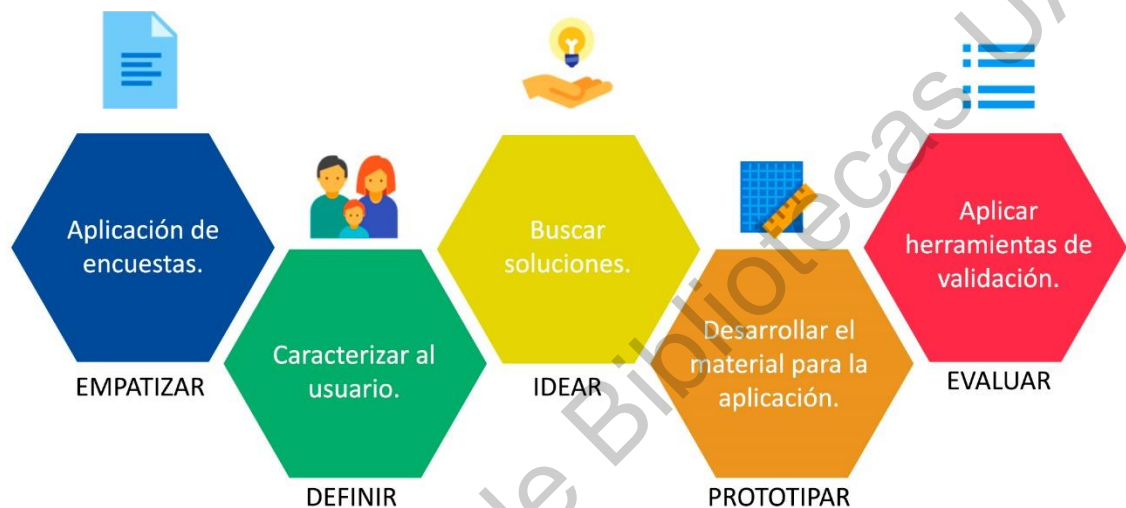 Aplicación de
encuestas.
EMPATIZAR
Caracterizar al
usuario.
DEFINIR
Buscar
soluciones.
IDEAR
Desarrollar el
material para la
aplicación.
PROTOTIPAR
Aplicar
herramientas de
validación.
EVALUAR
de Bibliotecas